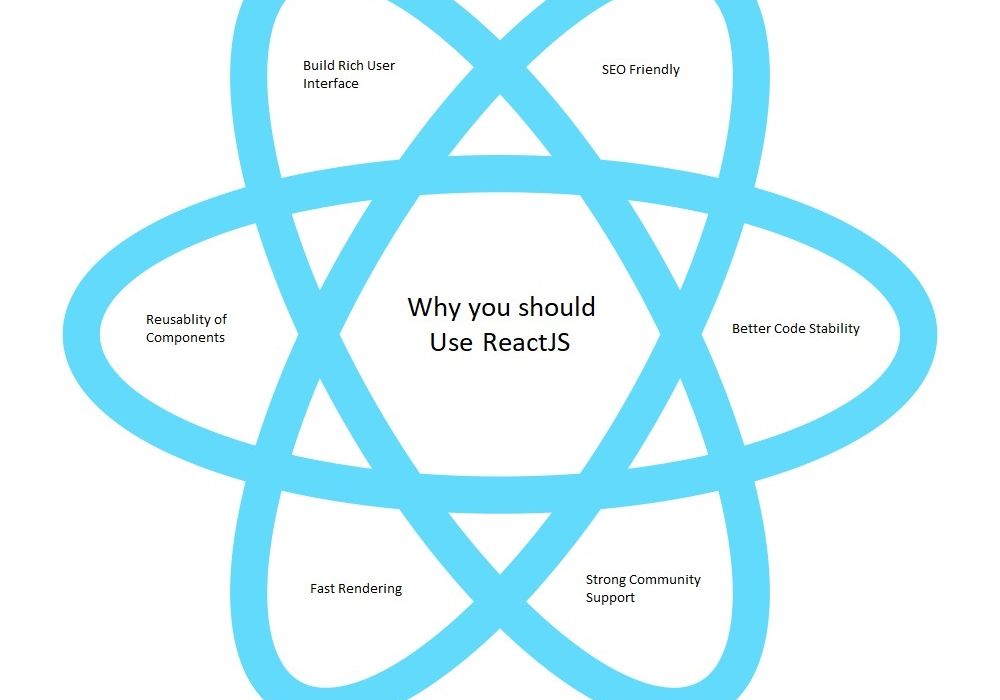 Build Rich User
Interface
SEO Friendly
Reusablity of
Components
Why you should
Use ReactJS
Better Code Stability
Fast Rendering
Strong Community
Support